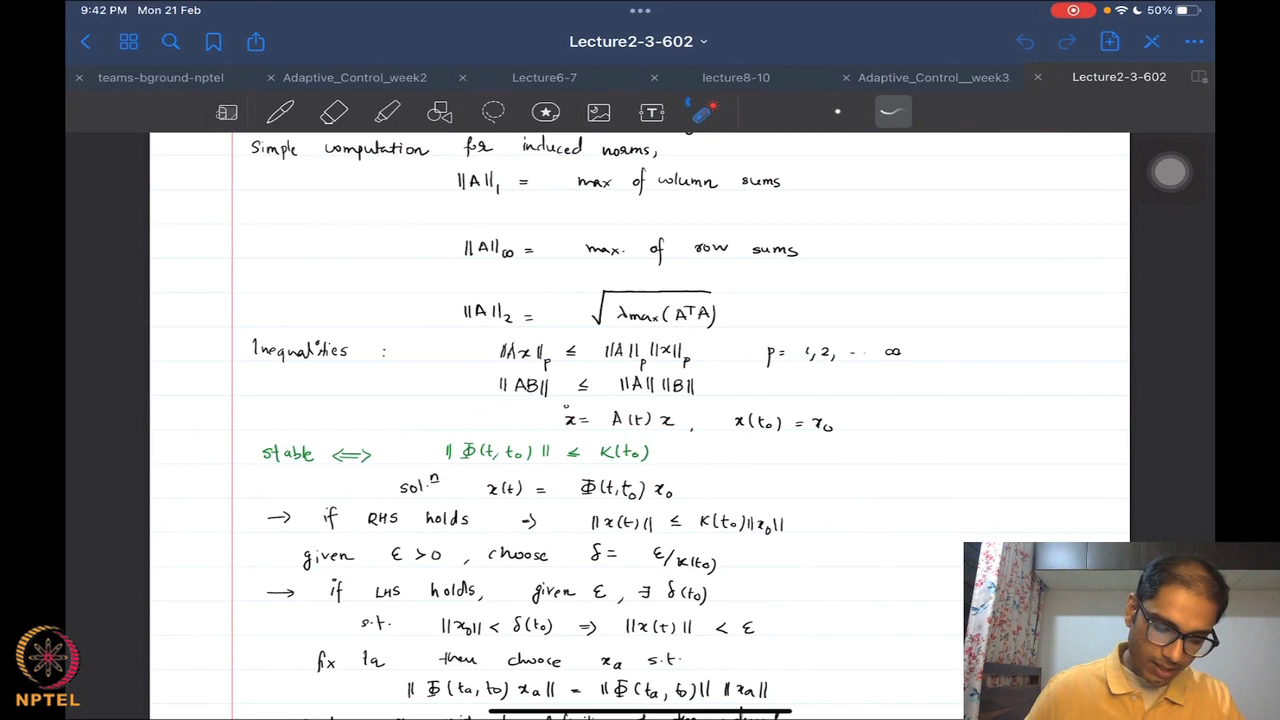 9:42 PM Mon 21 Feb
50%
Lecture2-3-602
teams-bground-nptel
Adaptive_Control_week2
Lecture6-7
lecture8-10
Adaptive_Control__week3
Lecture2-3-602
Simple computation for induced norms,
||A||₁ = max of column sums
||A||∞ = max. of row sums
||A||₂ = √λmax(AᵀA)
Inequalities : ||Ax||p ≤ ||A||p ||x||p p = 1, 2, ... ∞
||AB|| ≤ ||A|| ||B||
ẋ = A(t) x, x(t₀) = x₀
stable ⟺ ||Φ(t, t₀)|| ≤ K(t₀)
sol.ⁿ x(t) = Φ(t, t₀) x₀
→ if RHS holds ⇒ ||x(t)|| ≤ K(t₀)||x₀||
given ε > 0, choose δ = ε/K(t₀)
→ if LHS holds, given ε, ∃ δ(t₀)
s.t. ||x₀|| < δ(t₀) ⇒ ||x(t)|| < ε
fix ta then choose xa s.t.
||Φ(ta, t₀) xa|| = ||Φ(ta, t₀)|| ||xa||
NPTEL